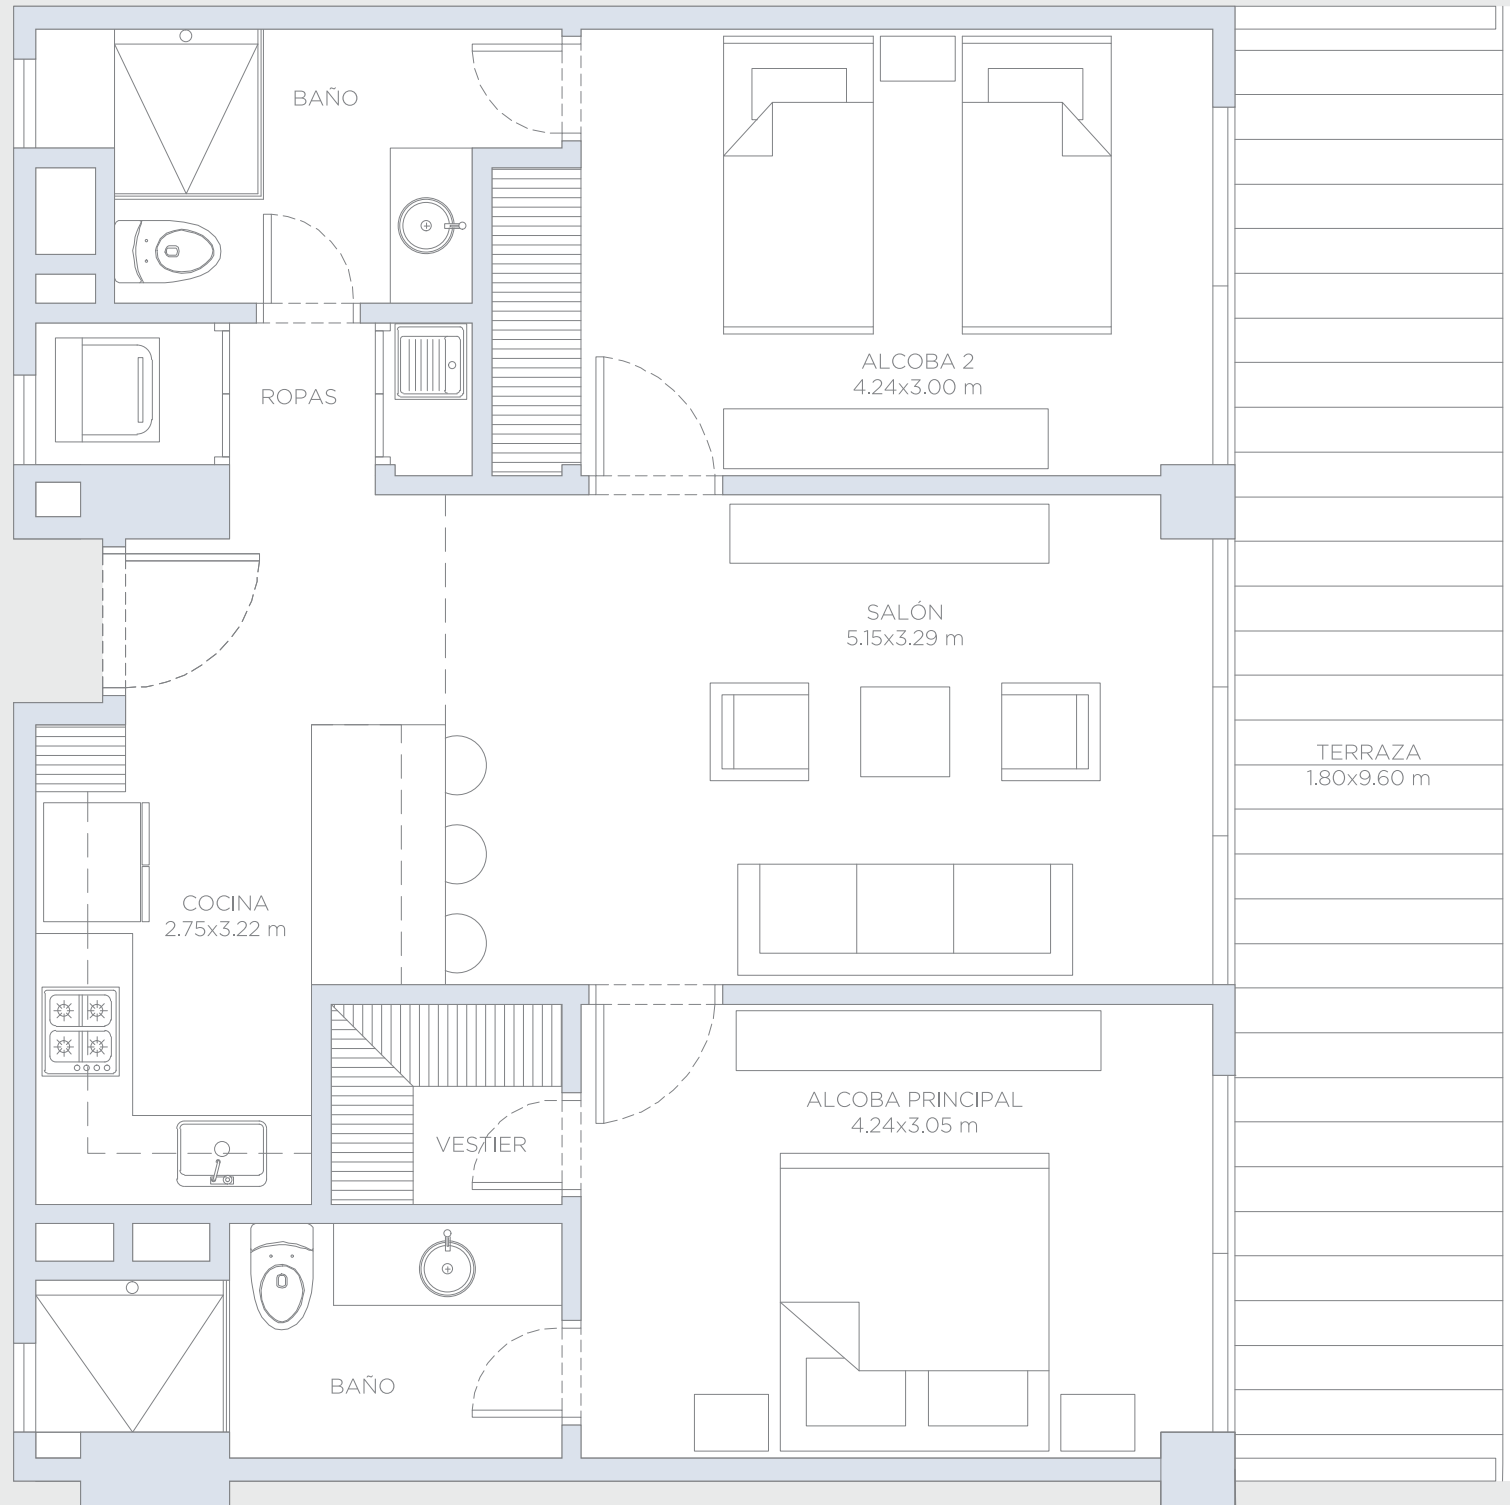 BAÑO
ALCOBA 2
4.24x3.00 m
ROPAS
SALÓN
5.15x3.29 m
TERRAZA
1.80x9.60 m
COCINA
2.75x3.22 m
ALCOBA PRINCIPAL
4.24x3.05 m
VESTIER
BAÑO